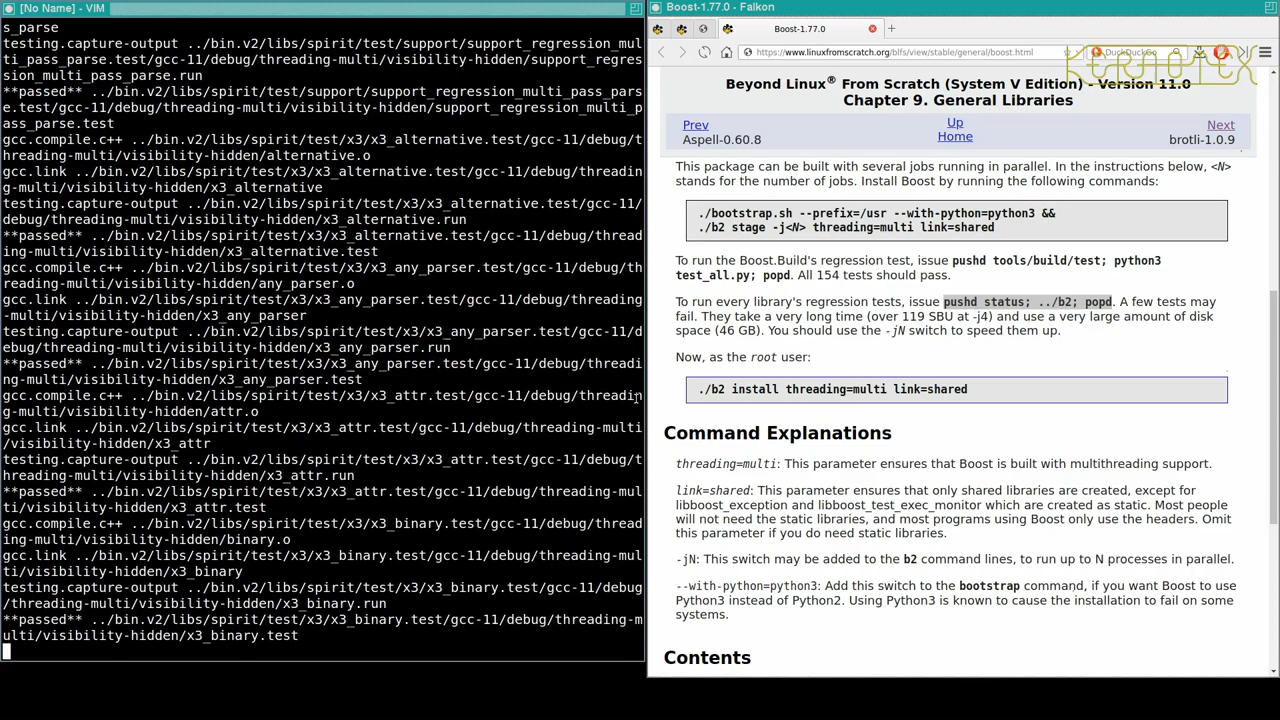 [No Name] - VIM
s_parse
testing.capture-output ../bin.v2/libs/spirit/test/support/support_regression_mul
ti_pass_parse.test/gcc-11/debug/threading-multi/visibility-hidden/support_regres
sion_multi_pass_parse.run
**passed** ../bin.v2/libs/spirit/test/support/support_regression_multi_pass_pars
e.test/gcc-11/debug/threading-multi/visibility-hidden/support_regression_multi_p
ass_parse.test
gcc.compile.c++ ../bin.v2/libs/spirit/test/x3/x3_alternative.test/gcc-11/debug/t
hreading-multi/visibility-hidden/alternative.o
gcc.link ../bin.v2/libs/spirit/test/x3/x3_alternative.test/gcc-11/debug/threadin
g-multi/visibility-hidden/x3_alternative
testing.capture-output ../bin.v2/libs/spirit/test/x3/x3_alternative.test/gcc-11/
debug/threading-multi/visibility-hidden/x3_alternative.run
**passed** ../bin.v2/libs/spirit/test/x3/x3_alternative.test/gcc-11/debug/thread
ing-multi/visibility-hidden/x3_alternative.test
gcc.compile.c++ ../bin.v2/libs/spirit/test/x3/x3_any_parser.test/gcc-11/debug/th
reading-multi/visibility-hidden/any_parser.o
gcc.link ../bin.v2/libs/spirit/test/x3/x3_any_parser.test/gcc-11/debug/threading
-multi/visibility-hidden/x3_any_parser
testing.capture-output ../bin.v2/libs/spirit/test/x3/x3_any_parser.test/gcc-11/d
ebug/threading-multi/visibility-hidden/x3_any_parser.run
**passed** ../bin.v2/libs/spirit/test/x3/x3_any_parser.test/gcc-11/debug/threadi
ng-multi/visibility-hidden/x3_any_parser.test
gcc.compile.c++ ../bin.v2/libs/spirit/test/x3/x3_attr.test/gcc-11/debug/threadin
g-multi/visibility-hidden/attr.o
gcc.link ../bin.v2/libs/spirit/test/x3/x3_attr.test/gcc-11/debug/threading-multi
/visibility-hidden/x3_attr
testing.capture-output ../bin.v2/libs/spirit/test/x3/x3_attr.test/gcc-11/debug/t
hreading-multi/visibility-hidden/x3_attr.run
**passed** ../bin.v2/libs/spirit/test/x3/x3_attr.test/gcc-11/debug/threading-mul
ti/visibility-hidden/x3_attr.test
gcc.compile.c++ ../bin.v2/libs/spirit/test/x3/x3_binary.test/gcc-11/debug/thread
ing-multi/visibility-hidden/binary.o
gcc.link ../bin.v2/libs/spirit/test/x3/x3_binary.test/gcc-11/debug/threading-mul
ti/visibility-hidden/x3_binary
testing.capture-output ../bin.v2/libs/spirit/test/x3/x3_binary.test/gcc-11/debug
/threading-multi/visibility-hidden/x3_binary.run
**passed** ../bin.v2/libs/spirit/test/x3/x3_binary.test/gcc-11/debug/threading-m
ulti/visibility-hidden/x3_binary.test
Boost-1.77.0 - Falkon
Boost-1.77.0
https://www.linuxfromscratch.org/blfs/view/stable/general/boost.html
DuckDuckGo
KERNOTEX
Beyond Linux® From Scratch (System V Edition) - Version 11.0
Chapter 9. General Libraries
Prev Up Next
Aspell-0.60.8 Home brotli-1.0.9
This package can be built with several jobs running in parallel. In the instructions below, <N>
stands for the number of jobs. Install Boost by running the following commands:
./bootstrap.sh --prefix=/usr --with-python=python3 &&
./b2 stage -j<N> threading=multi link=shared
To run the Boost.Build's regression test, issue pushd tools/build/test; python3
test_all.py; popd. All 154 tests should pass.
To run every library's regression tests, issue pushd status; ../b2; popd. A few tests may
fail. They take a very long time (over 119 SBU at -j4) and use a very large amount of disk
space (46 GB). You should use the -jN switch to speed them up.
Now, as the root user:
./b2 install threading=multi link=shared
Command Explanations
threading=multi: This parameter ensures that Boost is built with multithreading support.
link=shared: This parameter ensures that only shared libraries are created, except for
libboost_exception and libboost_test_exec_monitor which are created as static. Most people
will not need the static libraries, and most programs using Boost only use the headers. Omit
this parameter if you do need static libraries.
-jN: This switch may be added to the b2 command lines, to run up to N processes in parallel.
--with-python=python3: Add this switch to the bootstrap command, if you want Boost to use
Python3 instead of Python2. Using Python3 is known to cause the installation to fail on some
systems.
Contents